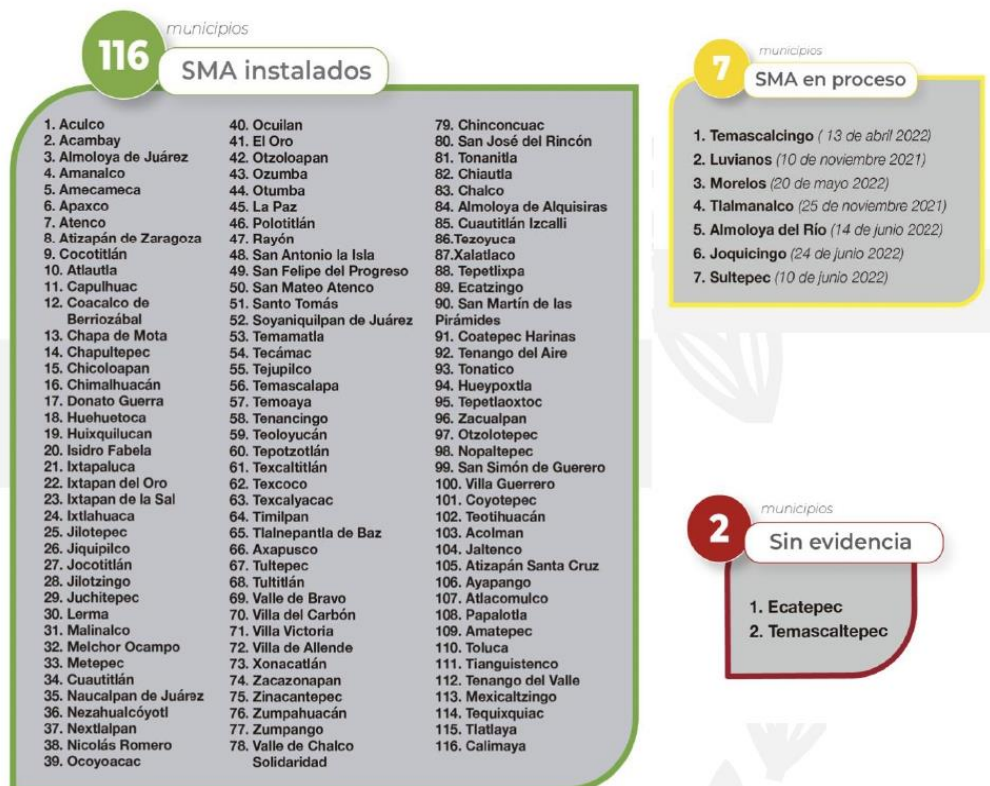 116
municipios
SMA instalados
1. Aculco
2. Acambay
3. Almoloya de Juárez
4. Amanalco
5. Amecameca
6. Apaxco
7. Atenco
8. Atizapán de Zaragoza
9. Cocotitlán
10. Atlautla
11. Capulhuac
12. Coacalco de
Berriozábal
13. Chapa de Mota
14. Chapultepec
15. Chicoloapan
16. Chimalhuacán
17. Donato Guerra
18. Huehuetoca
19. Huixquilucan
20. Isidro Fabela
21. Ixtapaluca
22. Ixtapan del Oro
23. Ixtapan de la Sal
24. Ixtlahuaca
25. Jilotepec
26. Jiquipilco
27. Jocotitlán
28. Jilotzingo
29. Juchitepec
30. Lerma
31. Malinalco
32. Melchor Ocampo
33. Metepec
34. Cuautitlán
35. Naucalpan de Juárez
36. Nezahualcóyotl
37. Nextlalpan
38. Nicolás Romero
39. Ocoyoacac
40. Ocuilan
41. El Oro
42. Otzoloapan
43. Ozumba
44. Otumba
45. La Paz
46. Polotitlán
47. Rayón
48. San Antonio la Isla
49. San Felipe del Progreso
50. San Mateo Atenco
51. Santo Tomás
52. Soyaniquilpan de Juárez
53. Temamatla
54. Tecámac
55. Tejupilco
56. Temascalapa
57. Temoaya
58. Tenancingo
59. Teoloyucán
60. Tepotzotlán
61. Texcaltitlán
62. Texcoco
63. Texcalyacac
64. Timilpan
65. Tlalnepantla de Baz
66. Axapusco
67. Tultepec
68. Tultitlán
69. Valle de Bravo
70. Villa del Carbón
71. Villa Victoria
72. Villa de Allende
73. Xonacatlán
74. Zacazonapan
75. Zinacantepec
76. Zumpahuacán
77. Zumpango
78. Valle de Chalco
Solidaridad
79. Chinconcuac
80. San José del Rincón
81. Tonanitla
82. Chiautla
83. Chalco
84. Almoloya de Alquisiras
85. Cuautitlán Izcalli
86.Tezoyuca
87.Xalatlaco
88. Tepetlixpa
89. Ecatzingo
90. San Martín de las
Pirámides
91. Coatepec Harinas
92. Tenango del Aire
93. Tonatico
94. Hueypoxtla
95. Tepetlaoxtoc
96. Zacualpan
97. Otzolotepec
98. Nopaltepec
99. San Simón de Guerero
100. Villa Guerrero
101. Coyotepec
102. Teotihuacán
103. Acolman
104. Jaltenco
105. Atizapán Santa Cruz
106. Ayapango
107. Atlacomulco
108. Papalotla
109. Amatepec
110. Toluca
111. Tianguistenco
112. Tenango del Valle
113. Mexicaltzingo
114. Tequixquiac
115. Tlatlaya
116. Calimaya
7
municipios
SMA en proceso
1. Temascalcingo ( 13 de abril 2022)
2. Luvianos (10 de noviembre 2021)
3. Morelos (20 de mayo 2022)
4. Tlalmanalco (25 de noviembre 2021)
5. Almoloya del Río (14 de junio 2022)
6. Joquicingo (24 de junio 2022)
7. Sultepec (10 de junio 2022)
2
municipios
Sin evidencia
1. Ecatepec
2. Temascaltepec